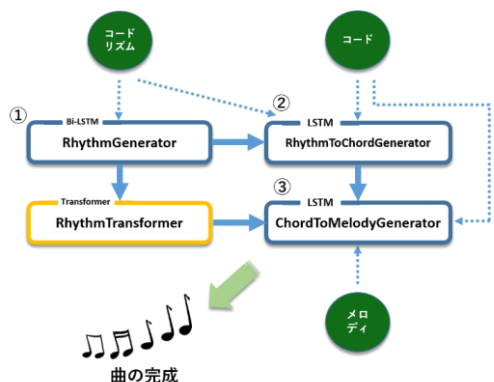 コード
リズム
コード
①
Bi-LSTM
RhythmGenerator
②
LSTM
RhythmToChordGenerator
Transformer
RhythmTransformer
③
LSTM
ChordToMelodyGenerator
メロ
ディ
曲の完成